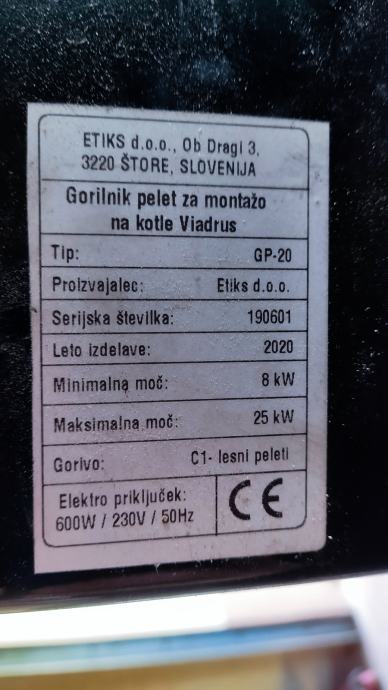 ETIKS d.o.o., Ob Dragi 3,
3220 ŠTORE, SLOVENIJA
Gorilnik pelet za montažo
na kotle Viadrus
Tip: GP-20
Proizvajalec: Etiks d.o.o.
Serijska številka: 190601
Leto izdelave: 2020
Minimalna moč: 8 kW
Maksimalna moč: 25 kW
Gorivo: C1- lesni peleti
Elektro priključek:
600W / 230V / 50Hz
CE